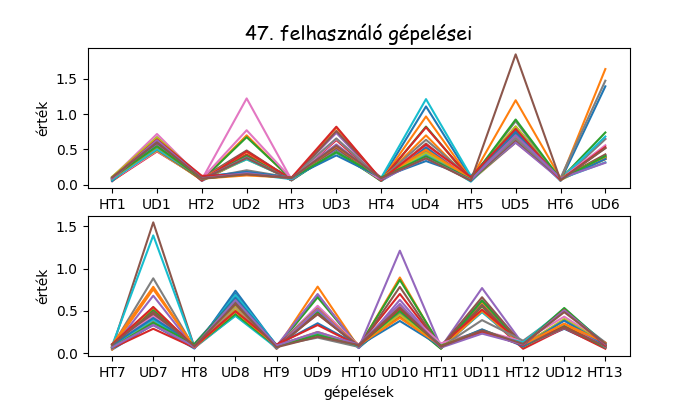 47. felhasználó gépelései
érték
1.5
1.0
0.5
0.0
HT1 UD1 HT2 UD2 HT3 UD3 HT4 UD4 HT5 UD5 HT6 UD6
érték
1.5
1.0
0.5
0.0
HT7 UD7 HT8 UD8 HT9 UD9 HT10 UD10 HT11 UD11 HT12 UD12 HT13
gépelések